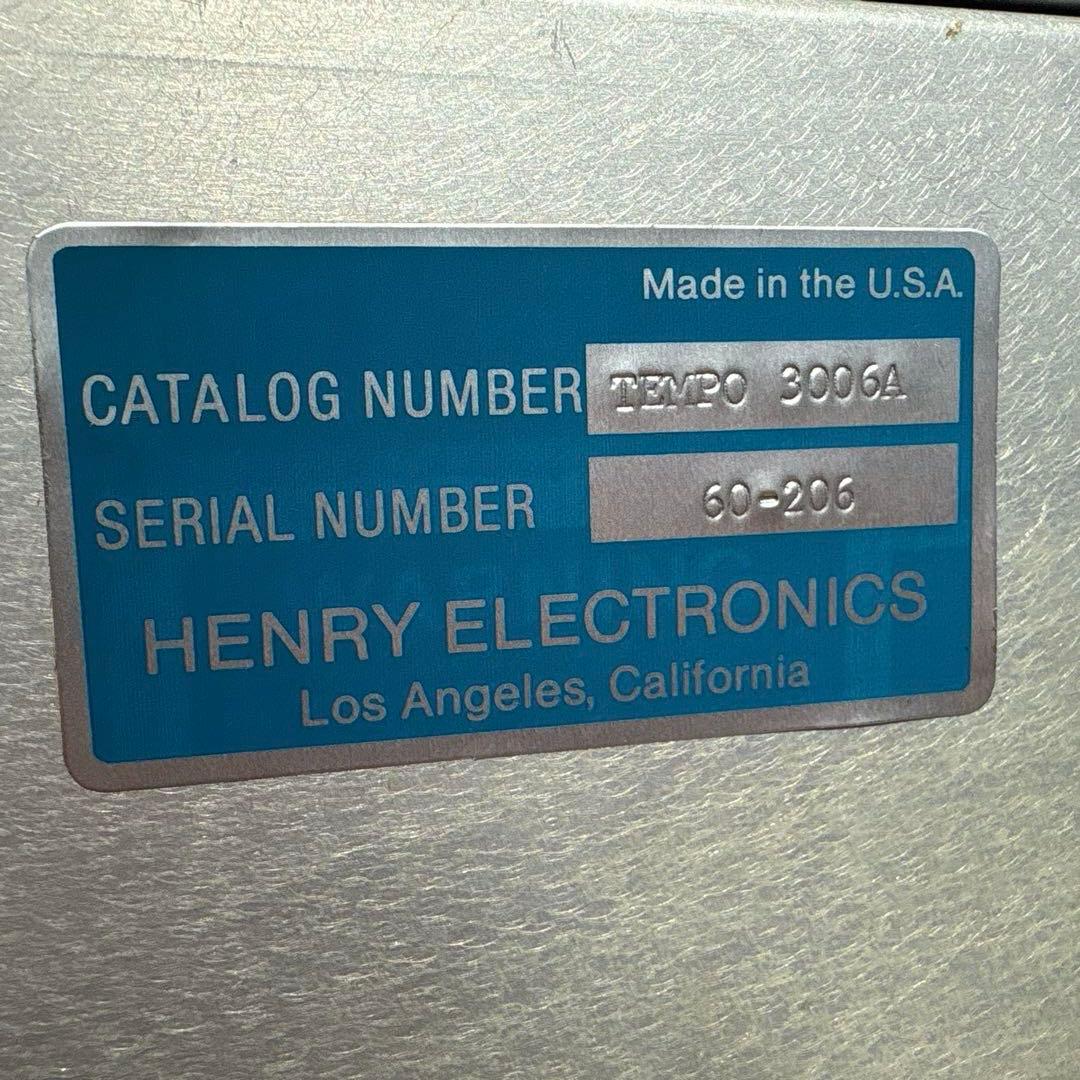 Made in the U.S.A.
CATALOG NUMBER TEMPO 3006A
SERIAL NUMBER 60-206
HENRY ELECTRONICS
Los Angeles, California